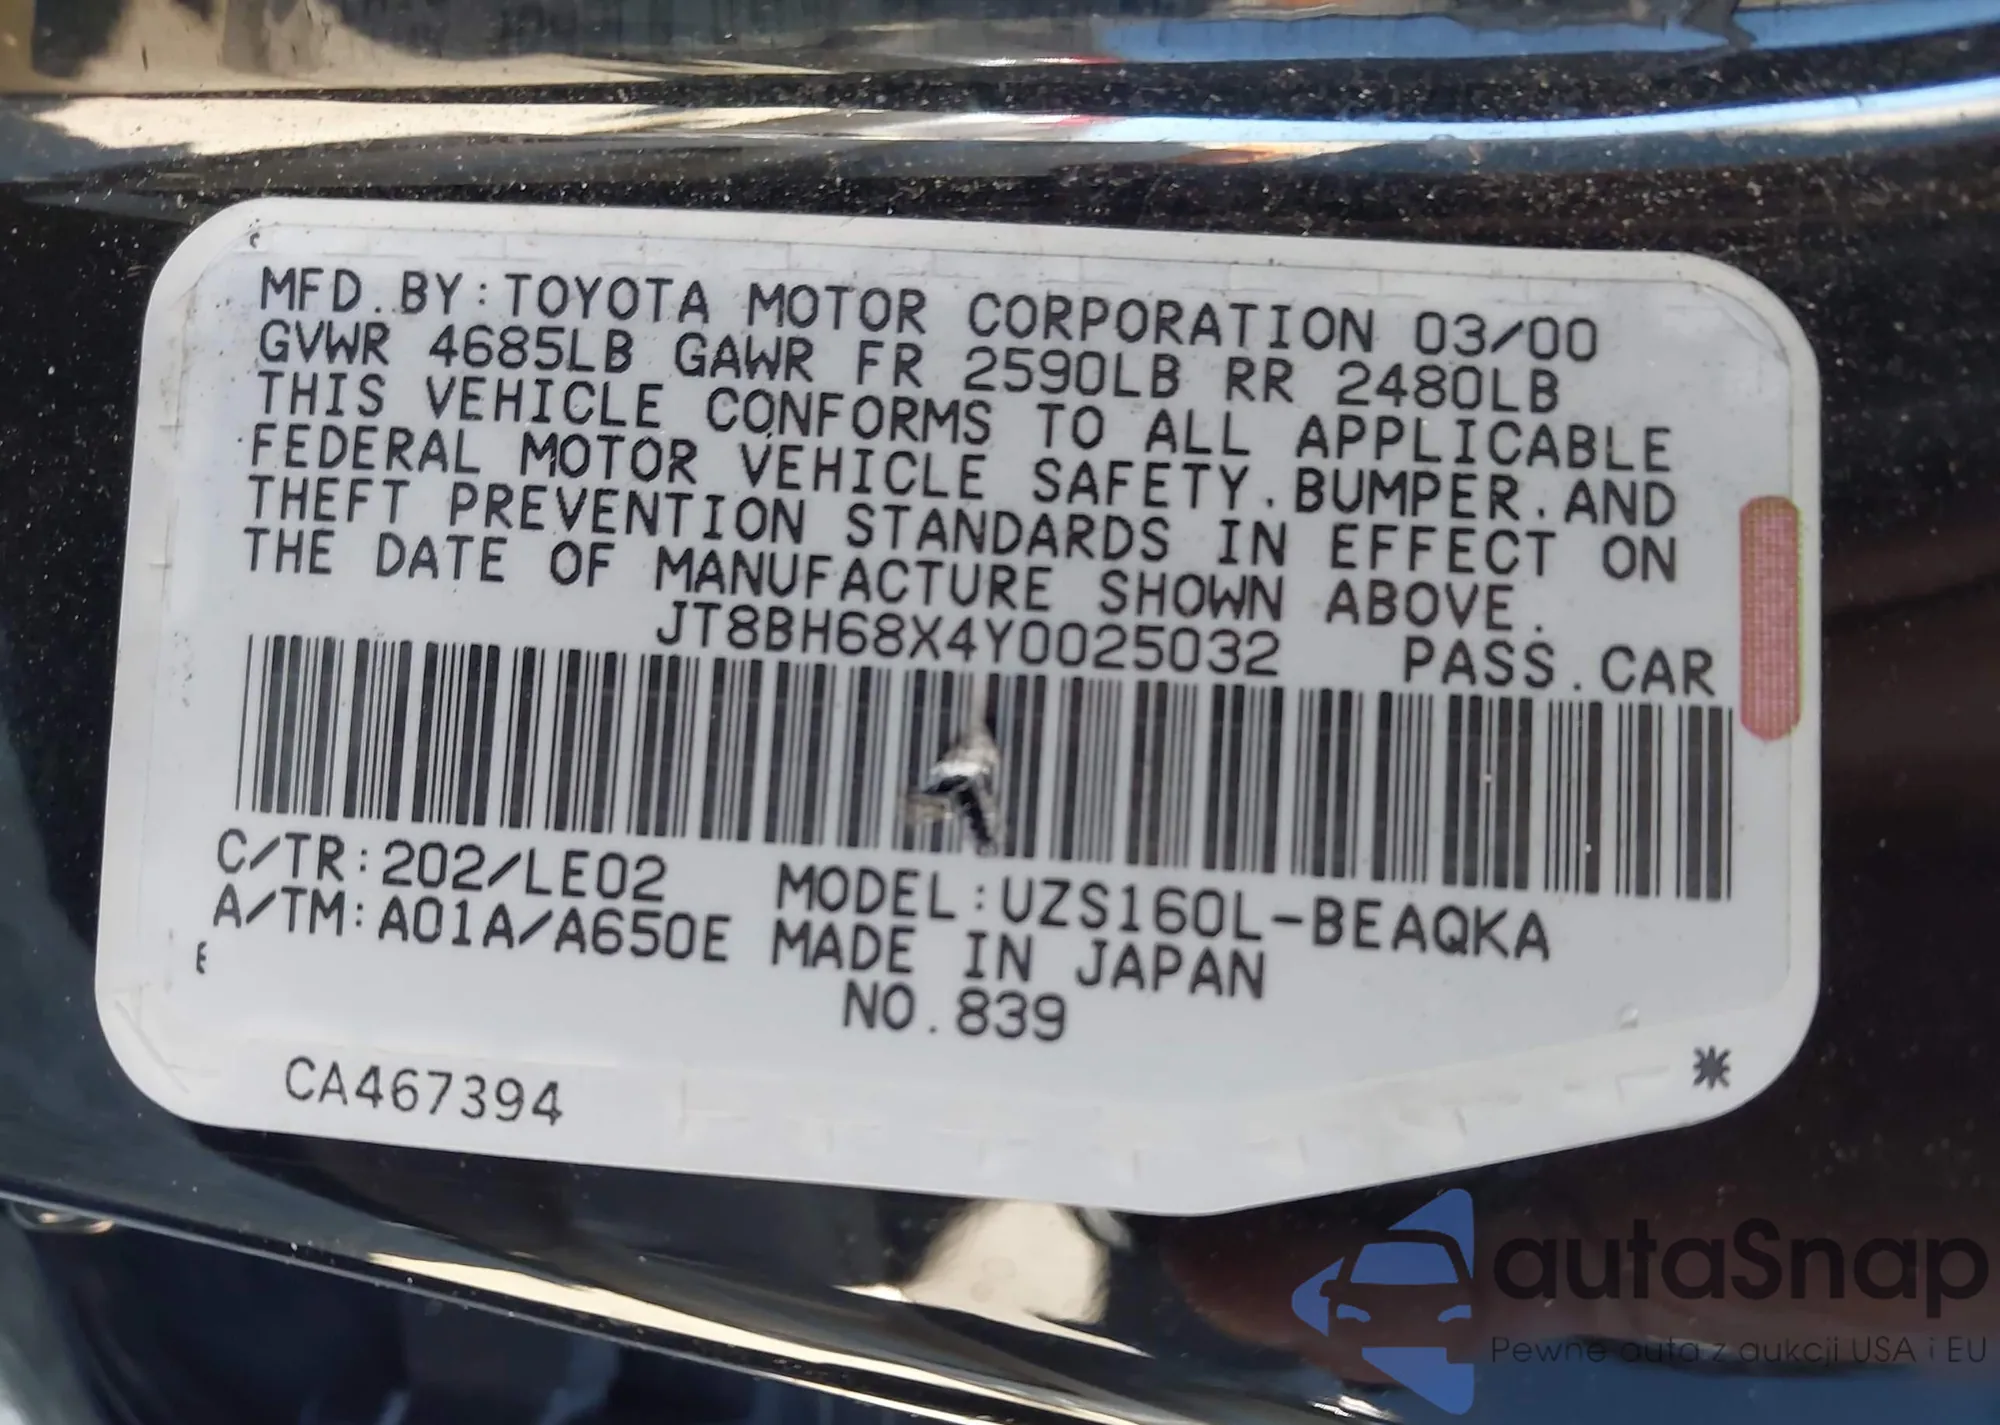 MFD.BY:TOYOTA MOTOR CORPORATION 03/00
GVWR 4685LB GAWR FR 2590LB RR 2480LB
THIS VEHICLE CONFORMS TO ALL APPLICABLE
FEDERAL MOTOR VEHICLE SAFETY.BUMPER.AND
THEFT PREVENTION STANDARDS IN EFFECT ON
THE DATE OF MANUFACTURE SHOWN ABOVE.
JT8BH68X4Y0025032 PASS.CAR
C/TR:202/LE02 MODEL:UZS160L-BEAQKA
A/TM:A01A/A650E MADE IN JAPAN
NO.839
CA467394 *
autaSnap
Pewne auta z aukcji USA i EU